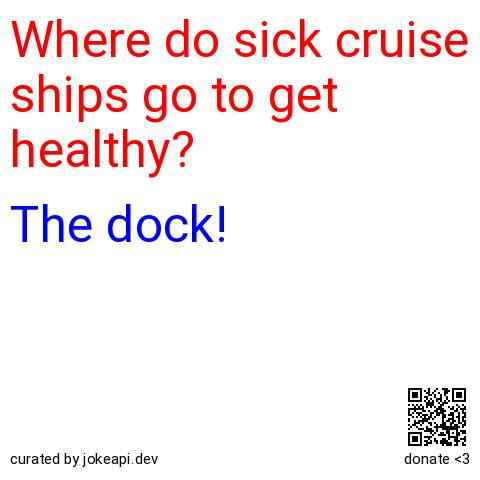 Where do sick cruise
ships go to get
healthy?
The dock!
curated by jokeapi.dev
donate <3